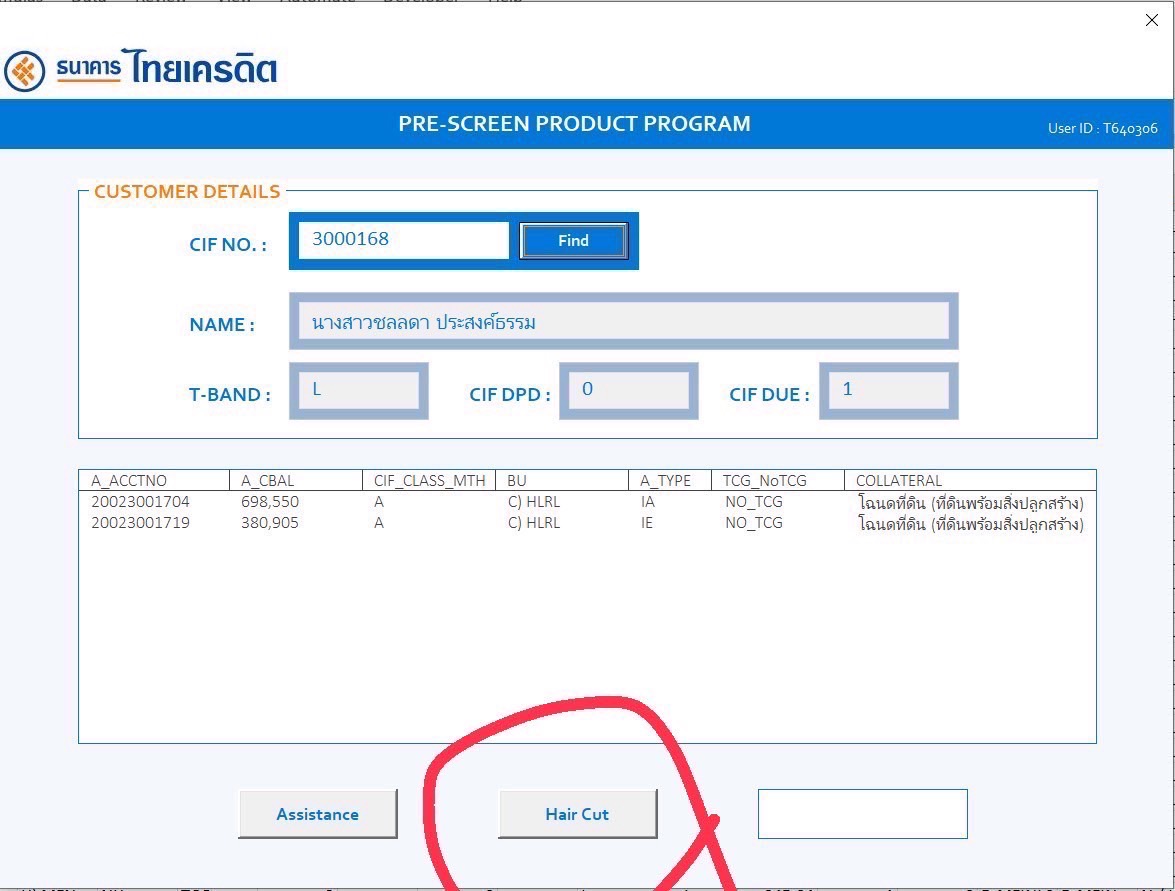 ธนาคาร ไทยเครดิต
PRE-SCREEN PRODUCT PROGRAM
User ID : T640306
CUSTOMER DETAILS
CIF NO. : 3000168 Find
NAME : นางสาวชลลดา ประสงค์ธรรม
T-BAND : L CIF DPD : 0 CIF DUE : 1
A_ACCTNO A_CBAL CIF_CLASS_MTH BU A_TYPE TCG_NoTCG COLLATERAL
20023001704 698,550 A C) HLRL IA NO_TCG โฉนดที่ดิน (ที่ดินพร้อมสิ่งปลูกสร้าง)
20023001719 380,905 A C) HLRL IE NO_TCG โฉนดที่ดิน (ที่ดินพร้อมสิ่งปลูกสร้าง)
Assistance Hair Cut